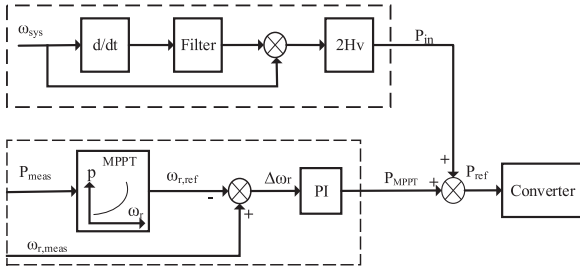 ω_sys
d/dt
Filter
2Hv
P_in
P_meas
MPPT
p
ω_r
ω_r,ref
-
+
Δω_r
PI
P_MPPT
+
+
P_ref
Converter
ω_r,meas